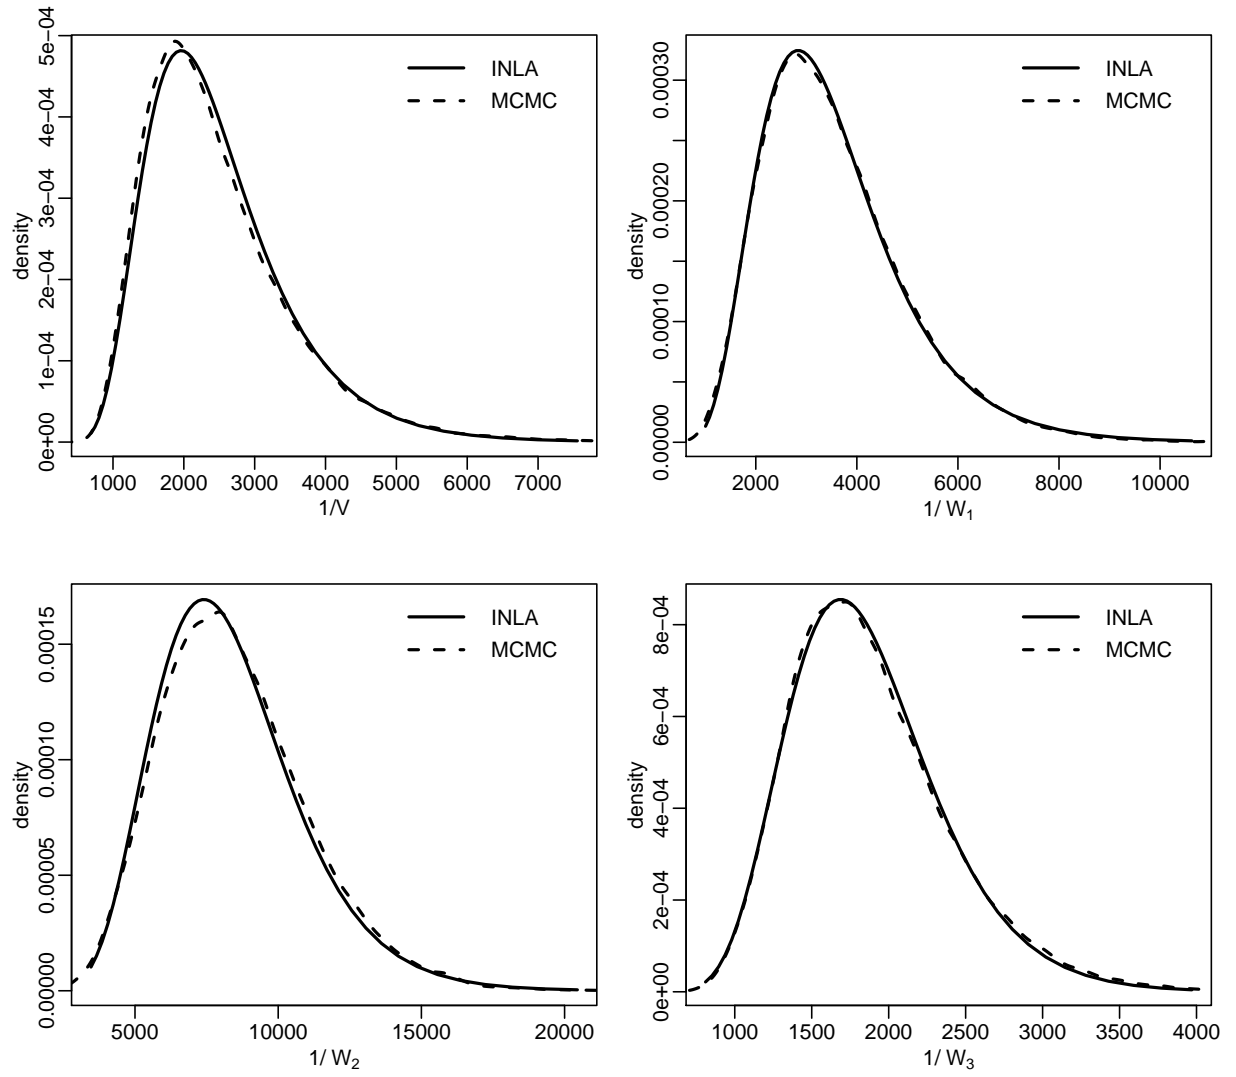 INLA
MCMC
density
0e+00 1e−04 2e−04 3e−04 4e−04 5e−04
1000 2000 3000 4000 5000 6000 7000
1/V
INLA
MCMC
density
0.00000 0.00010 0.00020 0.00030
2000 4000 6000 8000 10000
1/ W₁
INLA
MCMC
density
0.00000 0.00005 0.00010 0.00015
5000 10000 15000 20000
1/ W₂
INLA
MCMC
density
0e+00 2e−04 4e−04 6e−04 8e−04
1000 1500 2000 2500 3000 3500 4000
1/ W₃